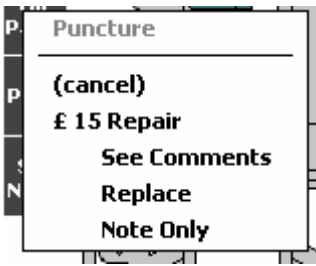 Puncture
(cancel)
£ 15 Repair
See Comments
Replace
Note Only